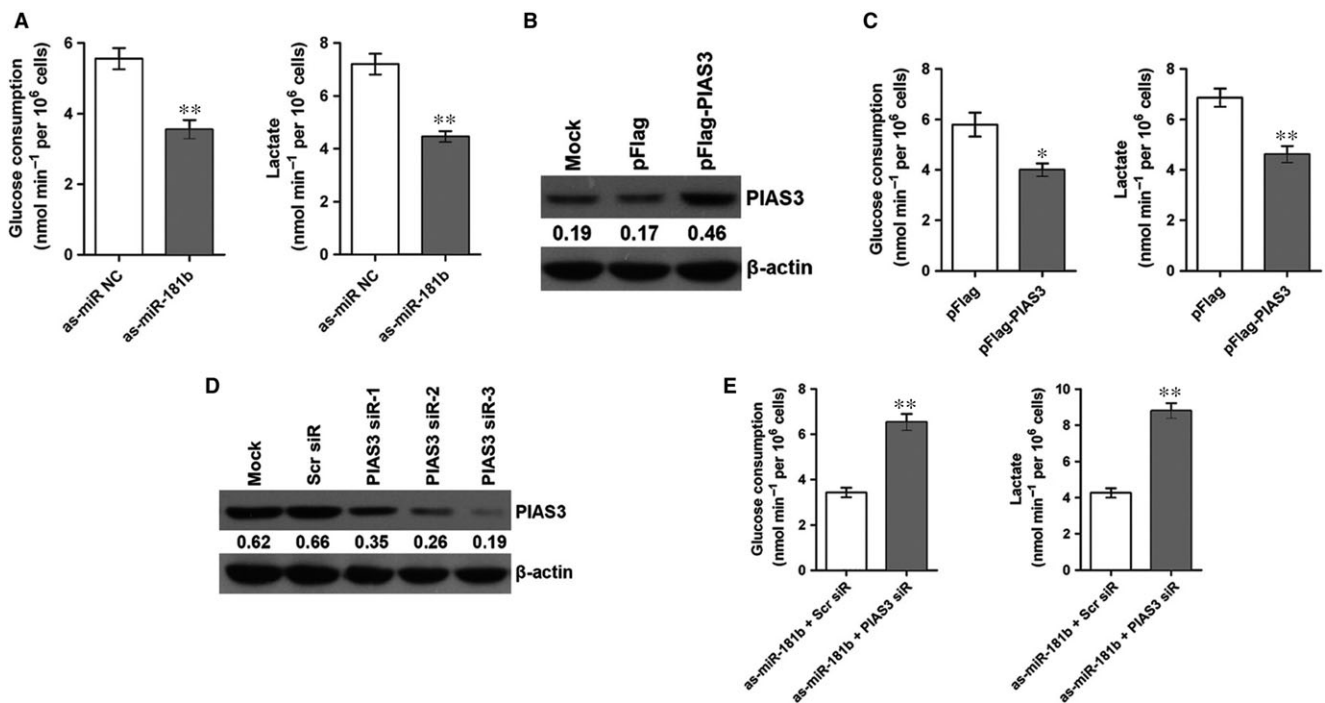 A
Glucose consumption
(nmol min⁻¹ per 10⁶ cells)
6
4
2
0
as-miR NC
as-miR-181b
**
Lactate
(nmol min⁻¹ per 10⁶ cells)
8
6
4
2
0
as-miR NC
as-miR-181b
**
B
Mock
pFlag
pFlag-PIAS3
PIAS3
0.19 0.17 0.46
β-actin
C
Glucose consumption
(nmol min⁻¹ per 10⁶ cells)
8
6
4
2
0
pFlag
pFlag-PIAS3
*
Lactate
(nmol min⁻¹ per 10⁶ cells)
8
6
4
2
0
pFlag
pFlag-PIAS3
**
D
Mock
Scr siR
PIAS3 siR-1
PIAS3 siR-2
PIAS3 siR-3
PIAS3
0.62 0.66 0.35 0.26 0.19
β-actin
E
Glucose consumption
(nmol min⁻¹ per 10⁶ cells)
8
6
4
2
0
as-miR-181b + Scr siR
as-miR-181b + PIAS3 siR
**
Lactate
(nmol min⁻¹ per 10⁶ cells)
10
8
6
4
2
0
as-miR-181b + Scr siR
as-miR-181b + PIAS3 siR
**